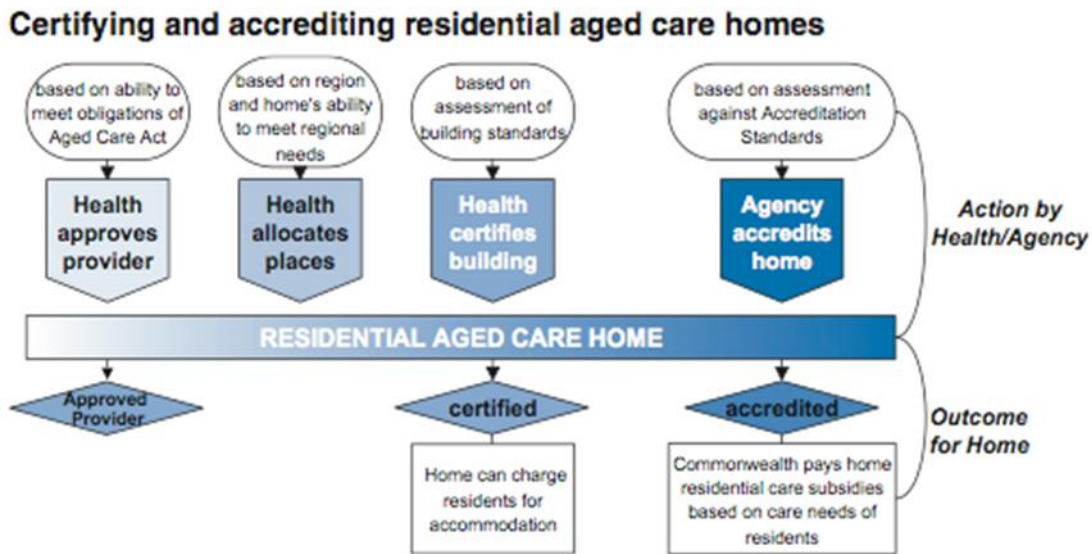 Certifying and accrediting residential aged care homes
based on ability to
meet obligations of
Aged Care Act
based on region
and home's ability
to meet regional
needs
based on
assessment of
building standards
based on assessment
against Accreditation
Standards
Health
approves
provider
Health
allocates
places
Health
certifies
building
Agency
accredits
home
Action by
Health/Agency
RESIDENTIAL AGED CARE HOME
Approved
Provider
certified
accredited
Outcome
for Home
Home can charge
residents for
accommodation
Commonwealth pays home
residential care subsidies
based on care needs of
residents